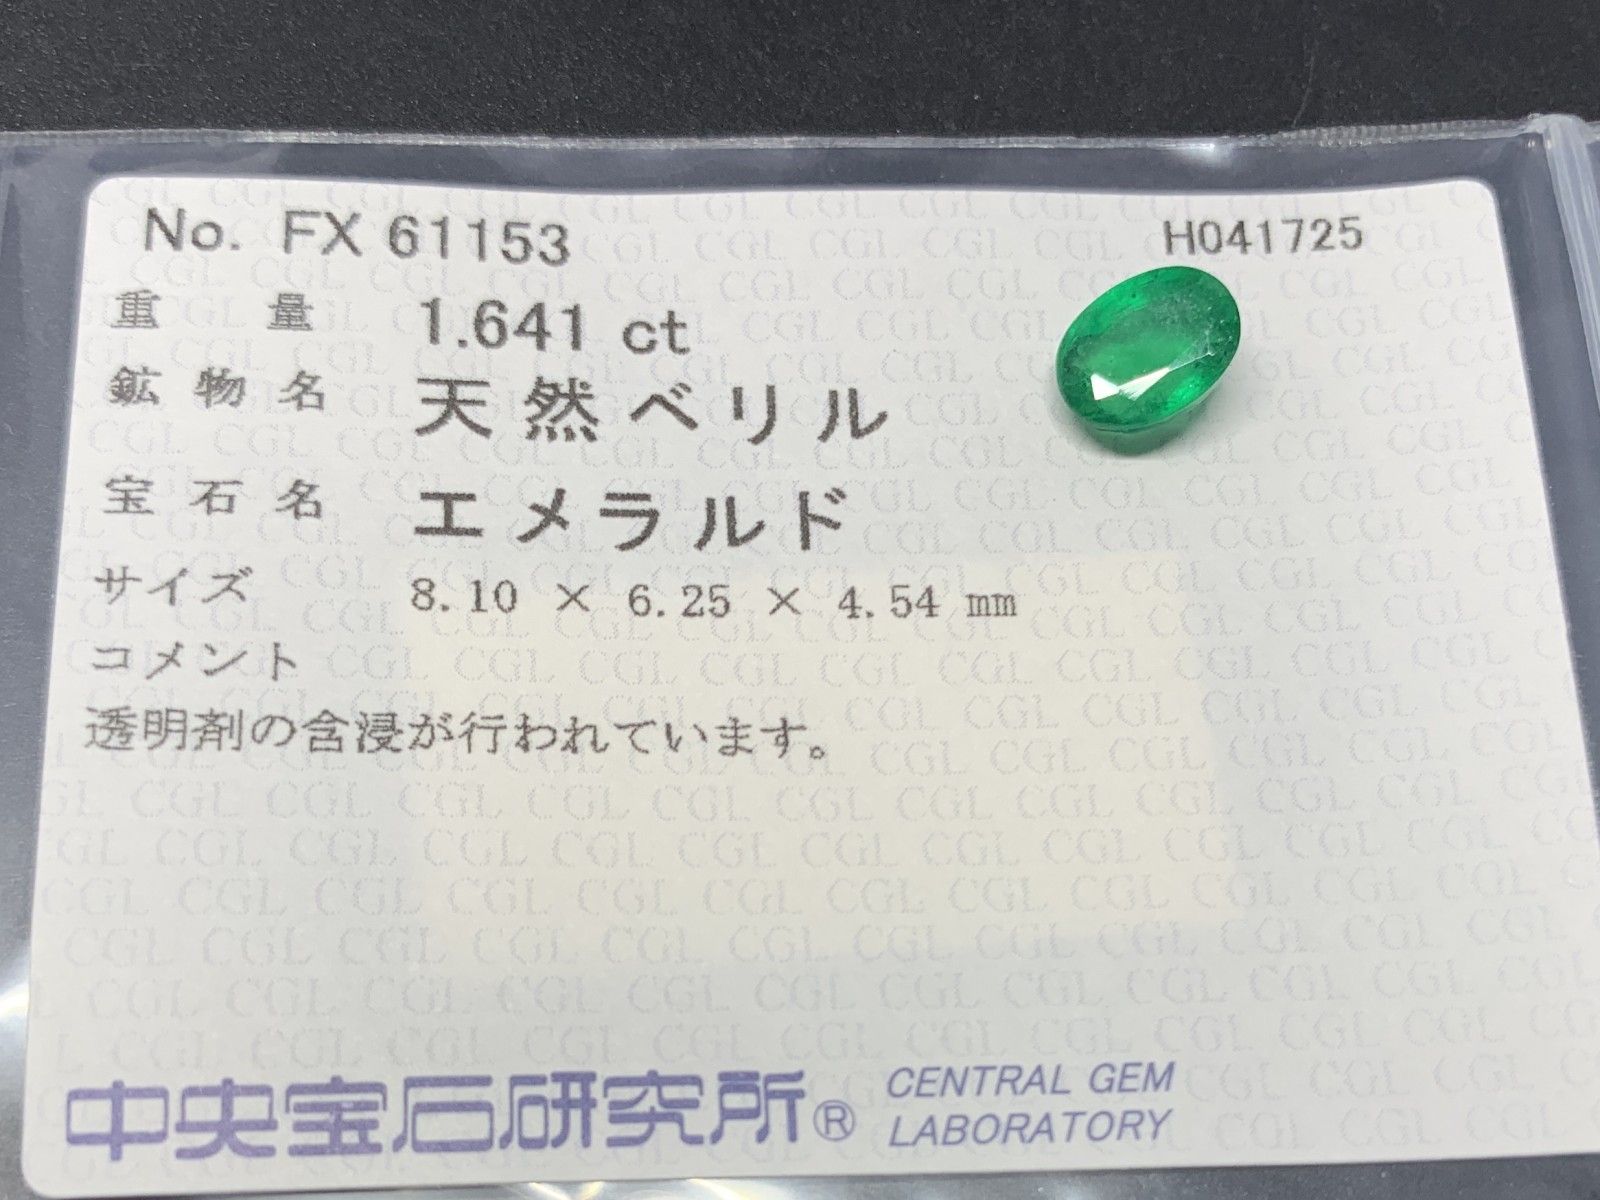 No. FX 61153 H041725
重量 1.641 ct
鉱物名 天然ベリル
宝石名 エメラルド
サイズ 8.10 × 6.25 × 4.54 mm
コメント
透明剤の含浸が行われています。
中央宝石研究所® CENTRAL GEM
LABORATORY